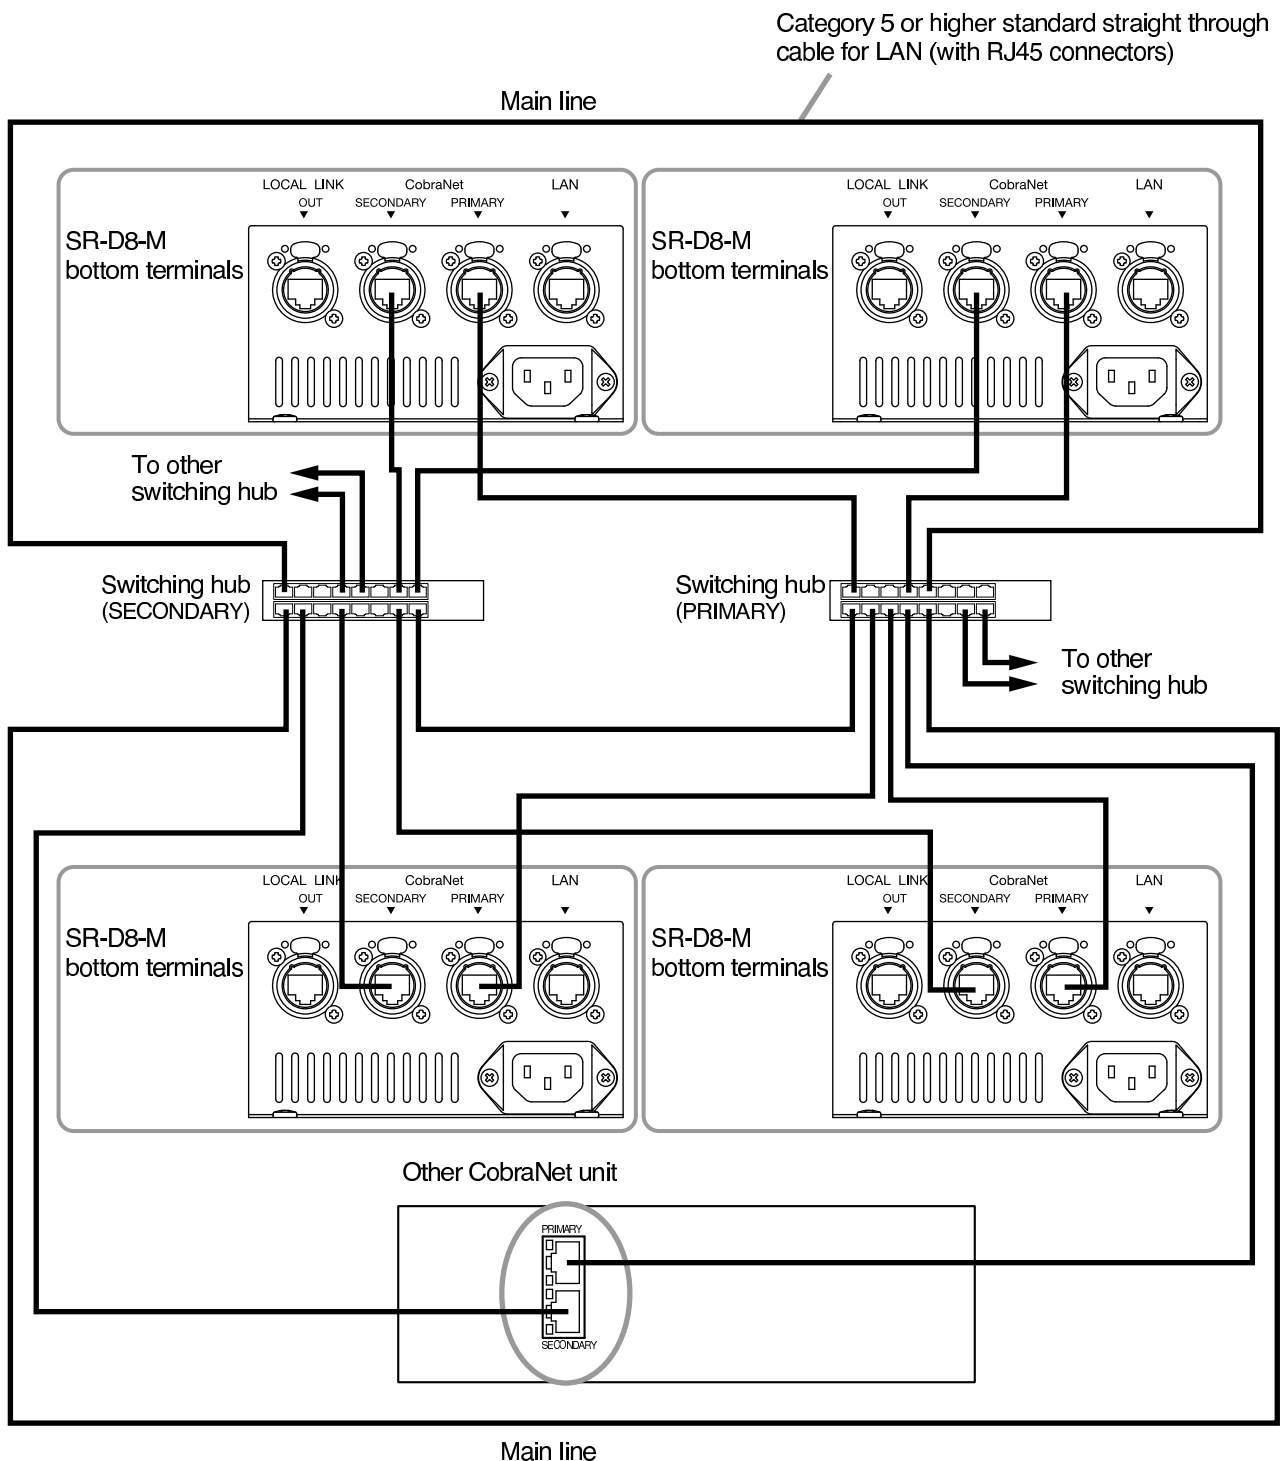 Category 5 or higher standard straight through
cable for LAN (with RJ45 connectors)
Main line
LOCAL LINK
CobraNet
LAN
OUT
SECONDARY
PRIMARY
SR-D8-M
bottom terminals
LOCAL LINK
CobraNet
LAN
OUT
SECONDARY
PRIMARY
SR-D8-M
bottom terminals
To other
switching hub
Switching hub
(SECONDARY)
Switching hub
(PRIMARY)
To other
switching hub
LOCAL LINK
CobraNet
LAN
OUT
SECONDARY
PRIMARY
SR-D8-M
bottom terminals
LOCAL LINK
CobraNet
LAN
OUT
SECONDARY
PRIMARY
SR-D8-M
bottom terminals
Other CobraNet unit
PRIMARY
SECONDARY
Main line